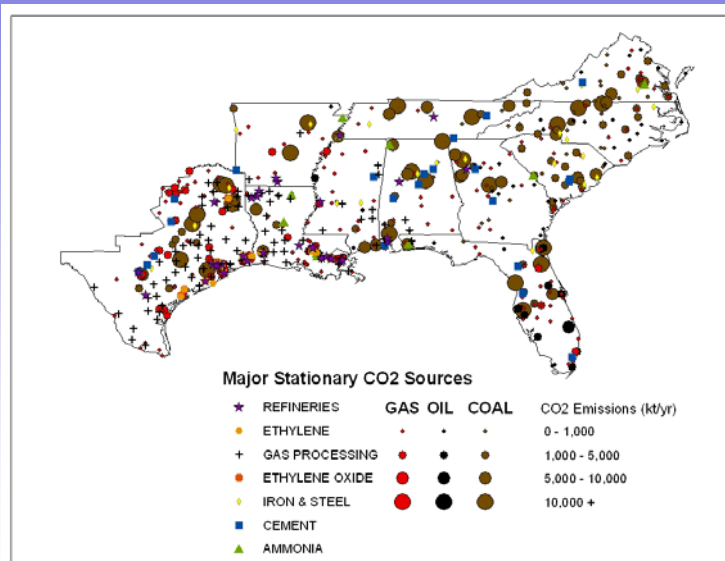 Major Stationary CO2 Sources
REFINERIES GAS OIL COAL CO2 Emissions (kt/yr)
ETHYLENE 0 - 1,000
GAS PROCESSING 1,000 - 5,000
ETHYLENE OXIDE 5,000 - 10,000
IRON & STEEL 10,000 +
CEMENT
AMMONIA